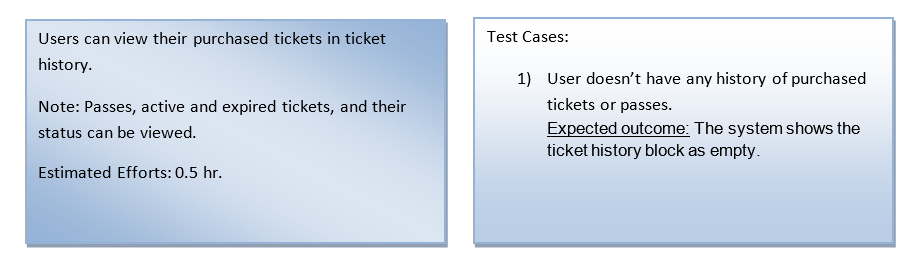 Users can view their purchased tickets in ticket
history.
Note: Passes, active and expired tickets, and their
status can be viewed.
Estimated Efforts: 0.5 hr.
Test Cases:
1) User doesn’t have any history of purchased
tickets or passes.
Expected outcome: The system shows the
ticket history block as empty.